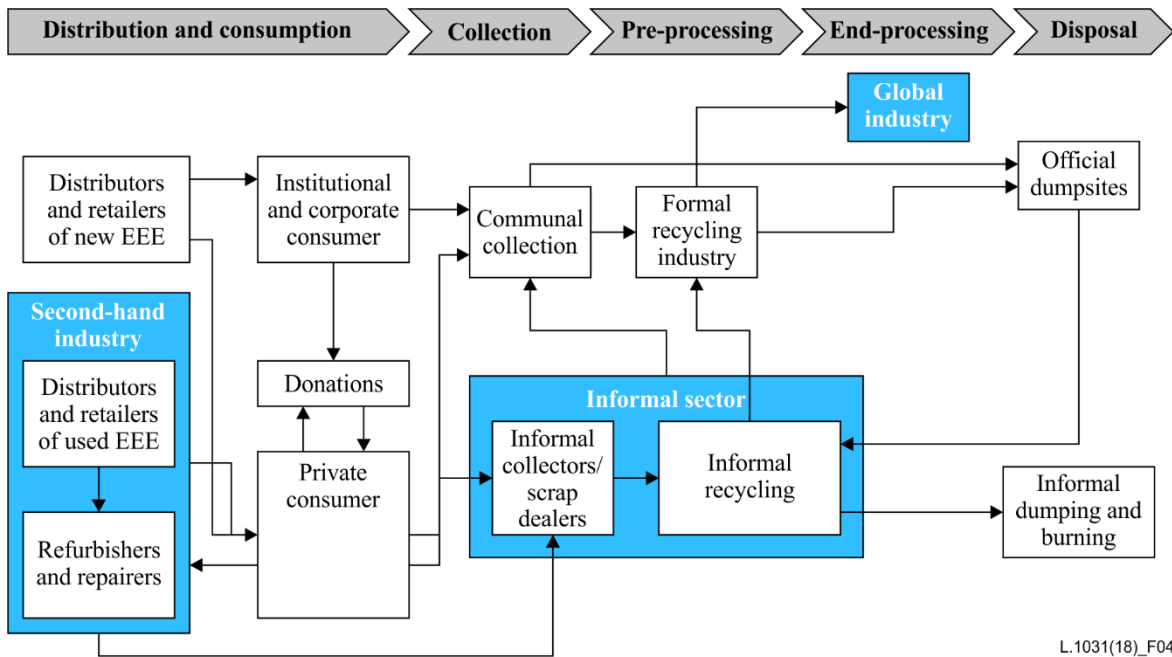 Distribution and consumption
Collection
Pre-processing
End-processing
Disposal
Global
industry
Distributors
and retailers
of new EEE
Institutional
and corporate
consumer
Communal
collection
Formal
recycling
industry
Official
dumpsites
Second-hand
industry
Distributors
and retailers
of used EEE
Refurbishers
and repairers
Donations
Private
consumer
Informal sector
Informal
collectors/
scrap
dealers
Informal
recycling
Informal
dumping and
burning
L.1031(18)_F04